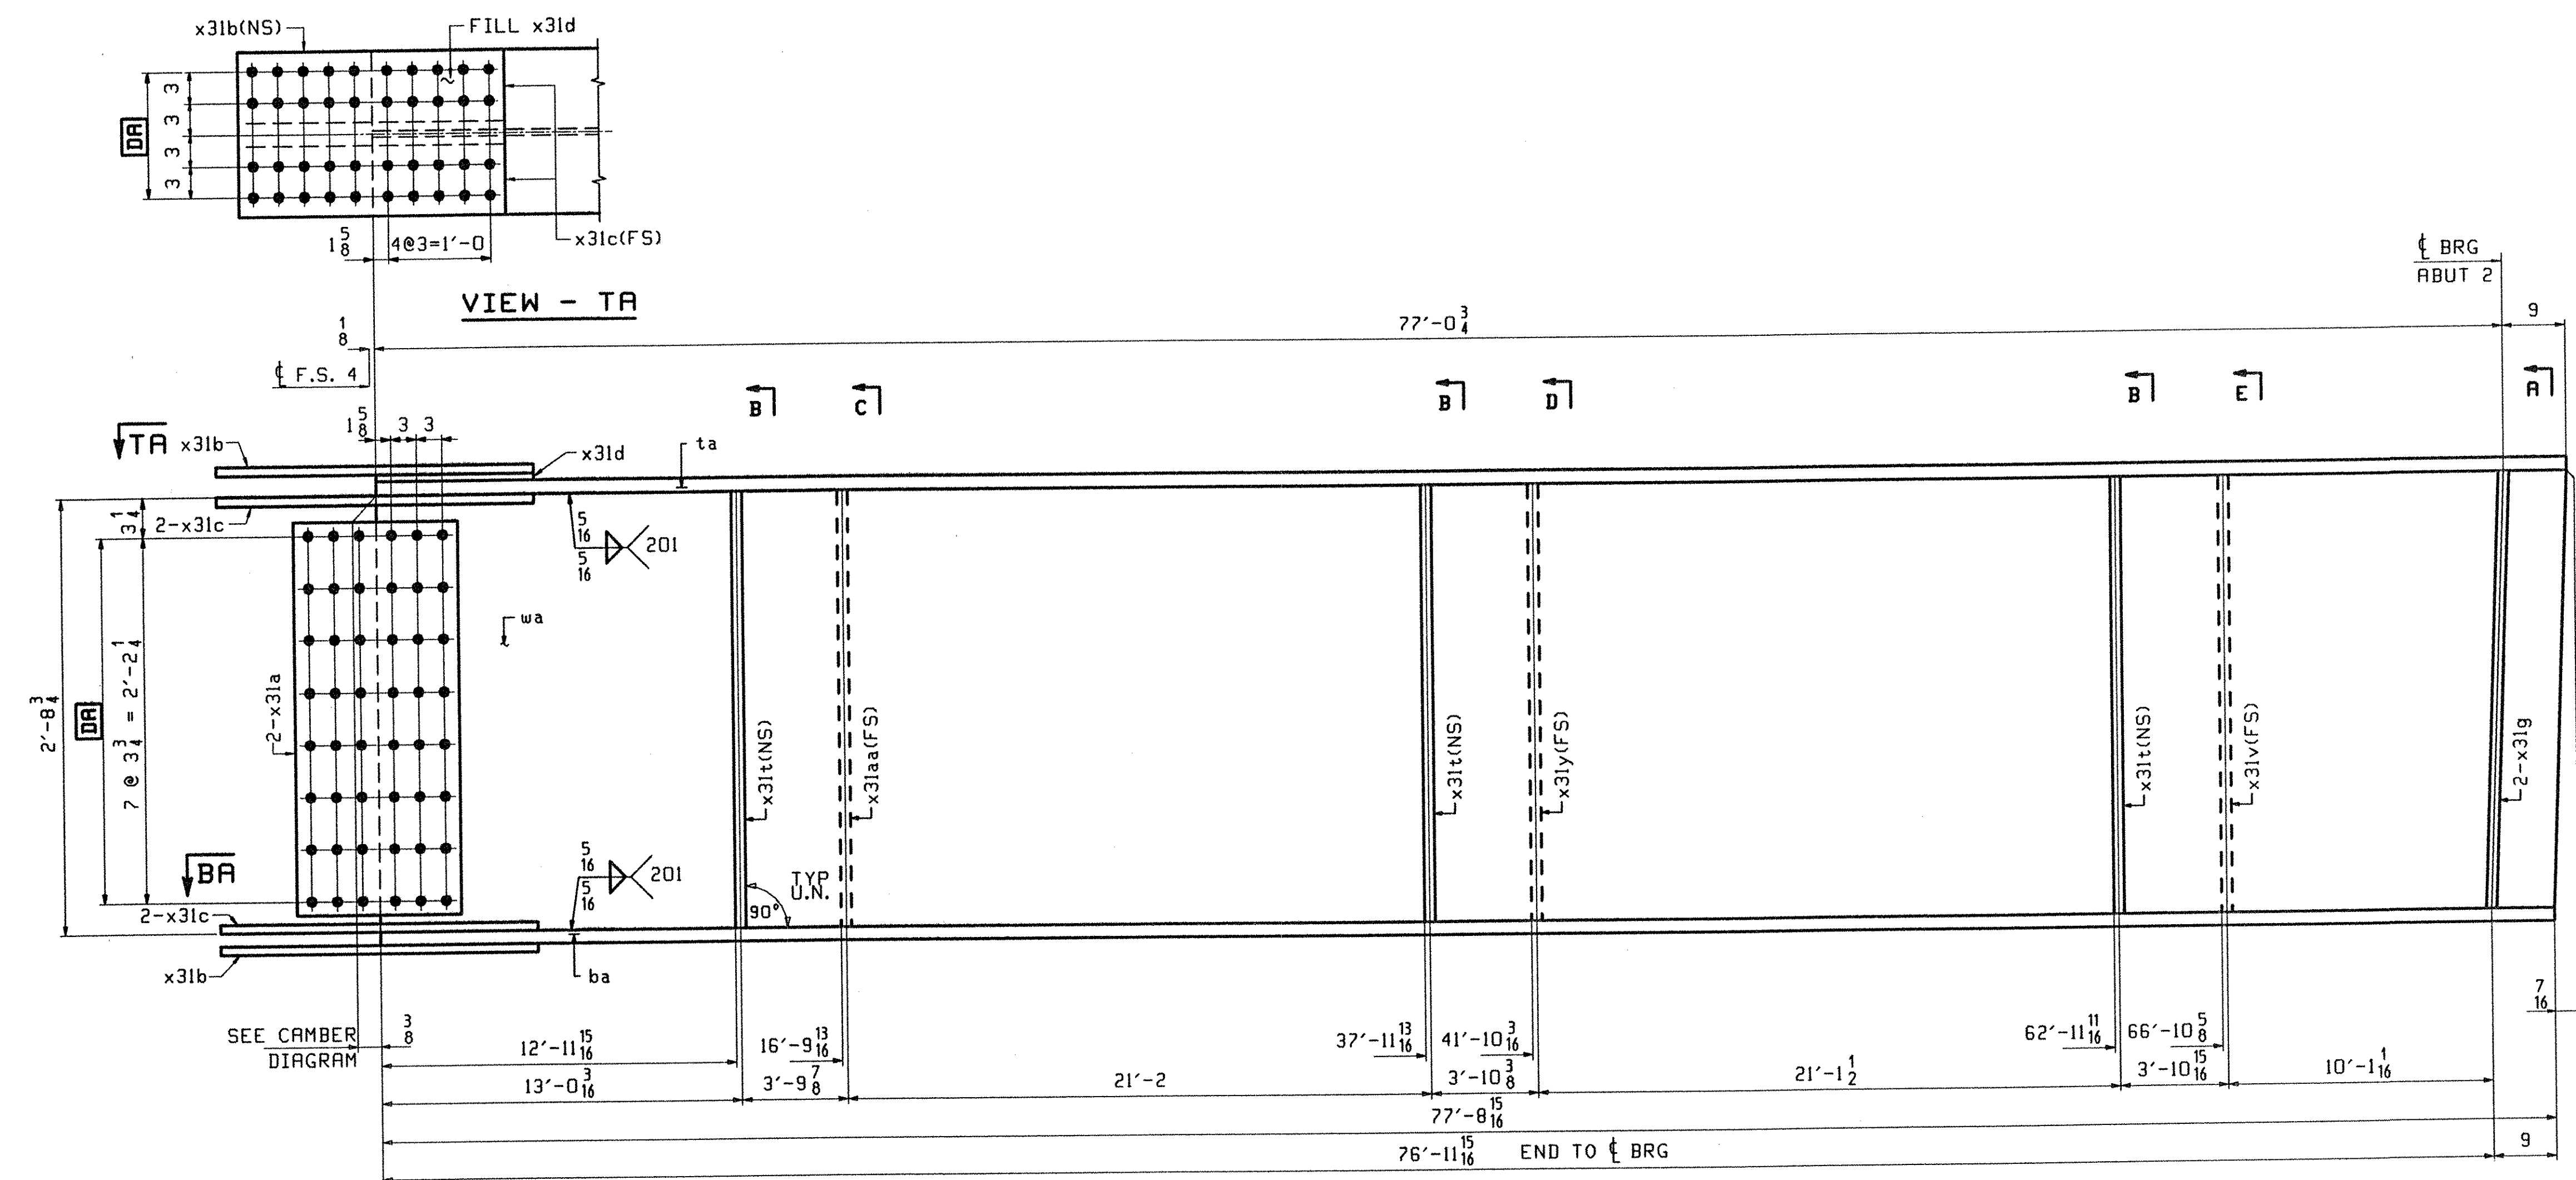 x31b(NS)
FILL x31d
3
3
3
3
DA
1 5/8
4@3=1'-0
x31c(FS)
VIEW - TA
℄ BRG
ABUT 2
1/8
77'-0 3/4
9
℄ F.S. 4
B
C
B
D
B
E
A
TA
x31b
1 5/8
3
3
ta
x31d
2-x31c
3 1/4
5/16
5/16
201
wa
2'-8 3/4
DA
7 @ 3 3/4 = 2'-2 1/4
2-x31a
x31t(NS)
x31aa(FS)
x31t(NS)
x31y(FS)
x31t(NS)
x31v(FS)
2-x31g
BA
5/16
5/16
201
TYP
U.N.
90°
2-x31c
x31b
ba
SEE CAMBER
DIAGRAM
3/8
12'-11 15/16
16'-9 13/16
37'-11 13/16
41'-10 3/16
62'-11 11/16
66'-10 5/8
7/16
13'-0 3/16
3'-9 7/8
21'-2
3'-10 3/8
21'-1 1/2
3'-10 15/16
10'-1 1/16
77'-8 15/16
76'-11 15/16 END TO ℄ BRG
9